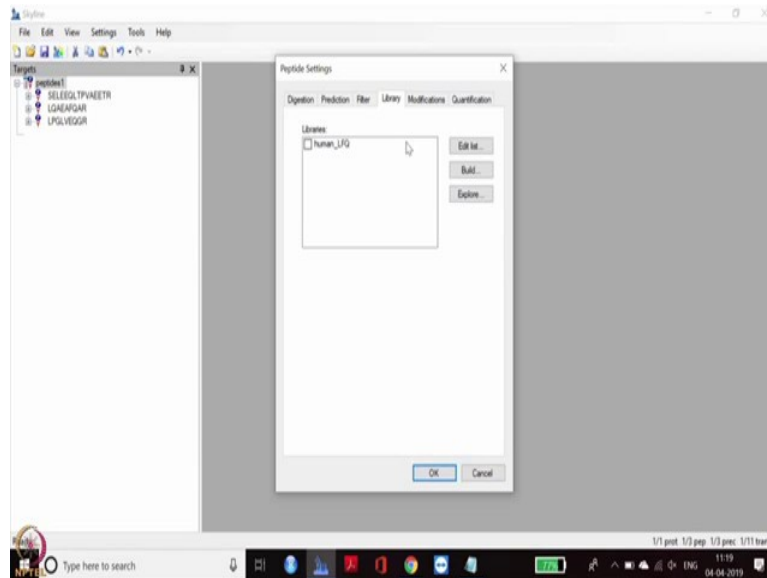 Skyline
File Edit View Settings Tools Help
Targets
peptides1
SELEEQLTPVAEETR
LQAEAFQAR
LPGLVEQGR
Peptide Settings
Digestion Prediction Filter Library Modifications Quantification
Libraries:
human_LFQ
Edit list...
Build...
Explore...
OK Cancel
1/1 prot 1/3 pep 1/3 prec 1/11 tran
NPTEL
Type here to search
77%
ENG
11:19
04-04-2019